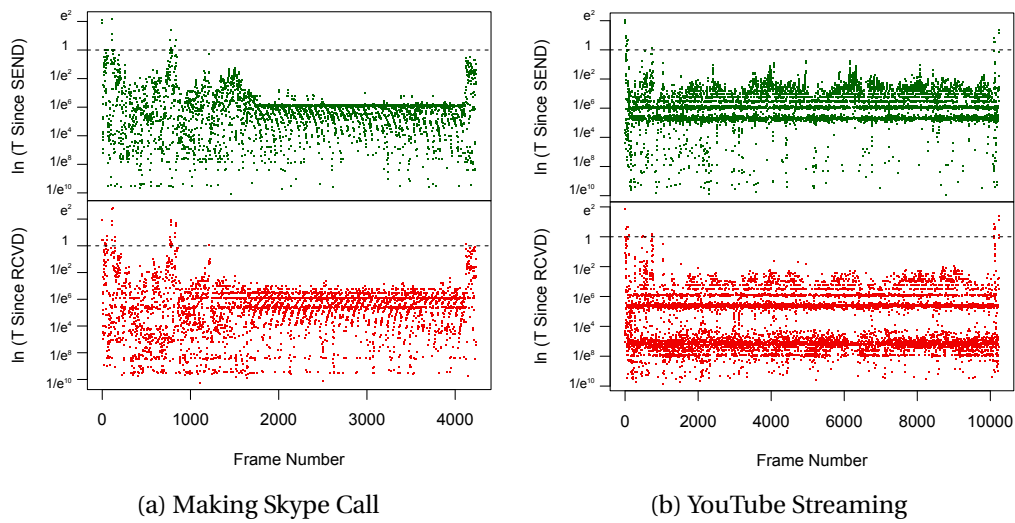 e²
1
1/e²
1/e⁶
1/e⁴
1/e⁸
1/e¹⁰
ln (T Since SEND)
e²
1
1/e²
1/e⁶
1/e⁴
1/e⁸
1/e¹⁰
ln (T Since RCVD)
0 1000 2000 3000 4000
Frame Number
(a) Making Skype Call
e²
1
1/e²
1/e⁶
1/e⁴
1/e⁸
1/e¹⁰
ln (T Since SEND)
e²
1
1/e²
1/e⁶
1/e⁴
1/e⁸
1/e¹⁰
ln (T Since RCVD)
0 2000 4000 6000 8000 10000
Frame Number
(b) YouTube Streaming